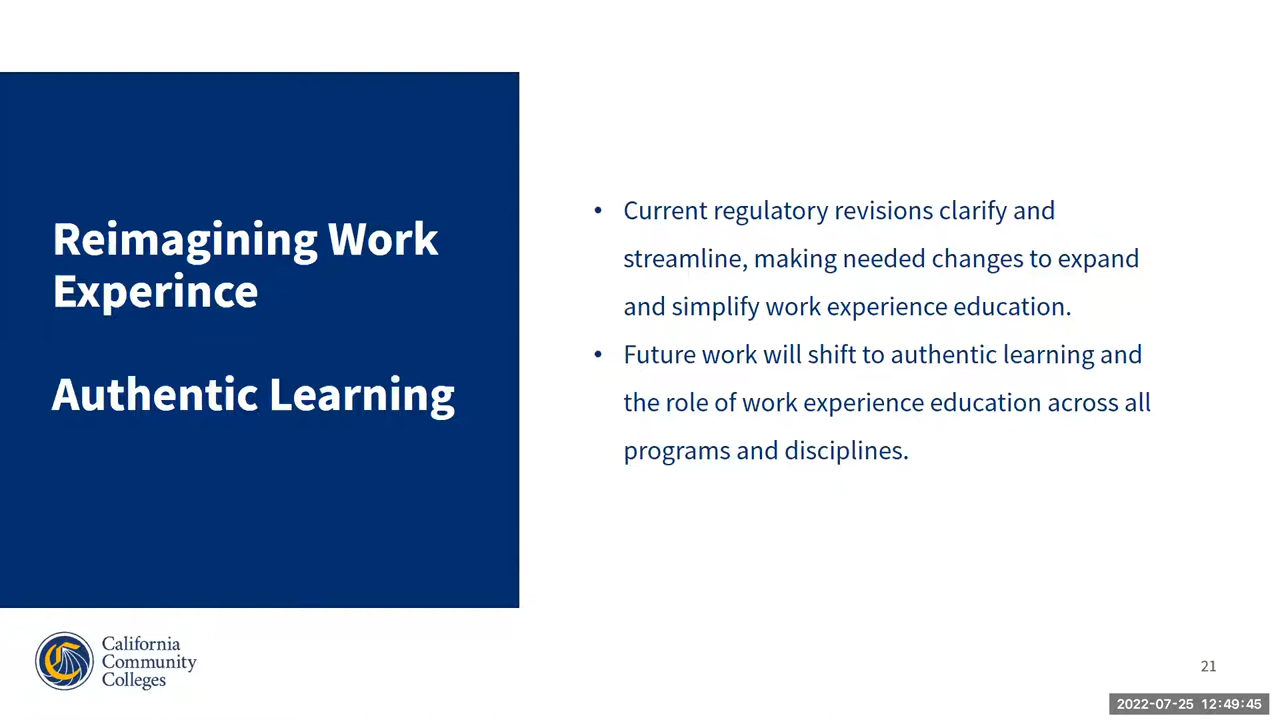 Reimagining Work
Experince
Authentic Learning
• Current regulatory revisions clarify and
streamline, making needed changes to expand
and simplify work experience education.
• Future work will shift to authentic learning and
the role of work experience education across all
programs and disciplines.
California
Community
Colleges
21
2022-07-25 12:49:45